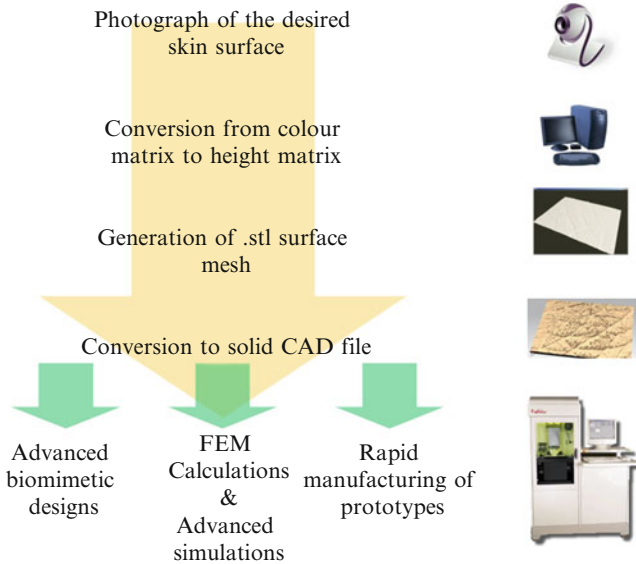 Photograph of the desired
skin surface
Conversion from colour
matrix to height matrix
Generation of .stl surface
mesh
Conversion to solid CAD file
Advanced
biomimetic
designs
FEM
Calculations
&
Advanced
simulations
Rapid
manufacturing of
prototypes